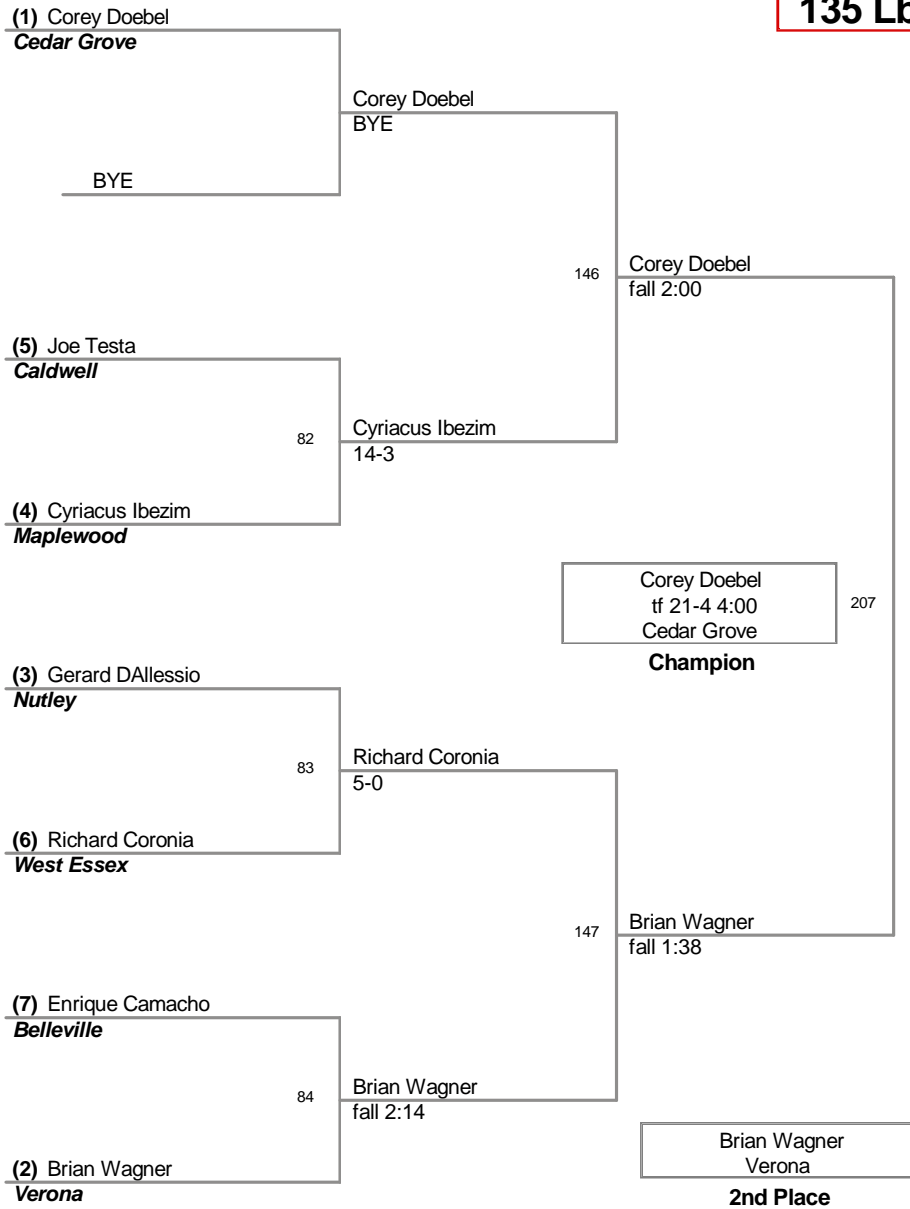 135 Lb
(1) Corey Doebel
Cedar Grove
Corey Doebel
BYE
BYE
146
Corey Doebel
fall 2:00
(5) Joe Testa
Caldwell
82
Cyriacus Ibezim
14-3
(4) Cyriacus Ibezim
Maplewood
Corey Doebel
tf 21-4 4:00
Cedar Grove
207
Champion
(3) Gerard DAllessio
Nutley
83
Richard Coronia
5-0
(6) Richard Coronia
West Essex
147
Brian Wagner
fall 1:38
(7) Enrique Camacho
Belleville
84
Brian Wagner
fall 2:14
(2) Brian Wagner
Verona
Brian Wagner
Verona
2nd Place